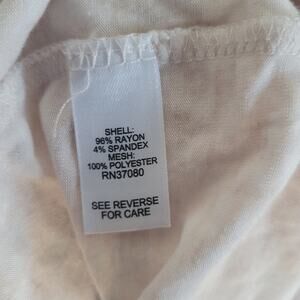 SHELL:
96% RAYON
4% SPANDEX
MESH:
100% POLYESTER
RN37080
SEE REVERSE
FOR CARE